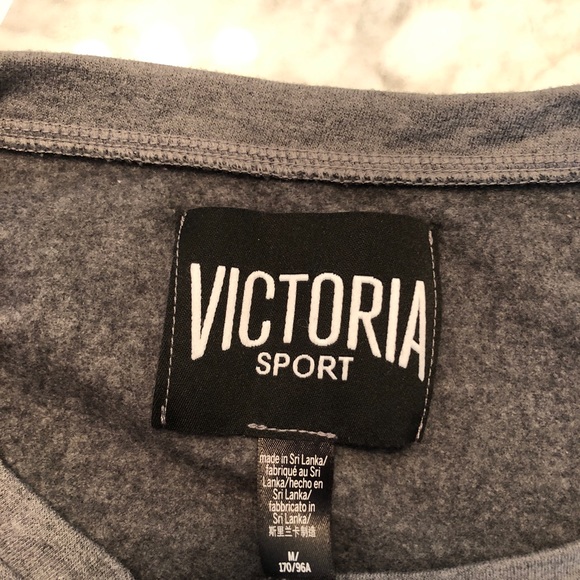 VICTORIA
SPORT
made in Sri Lanka/
fabriqué au Sri
Lanka/hecho en
Sri Lanka/
fabbricato in
Sri Lanka/
斯里兰卡制造
M/
170/96A